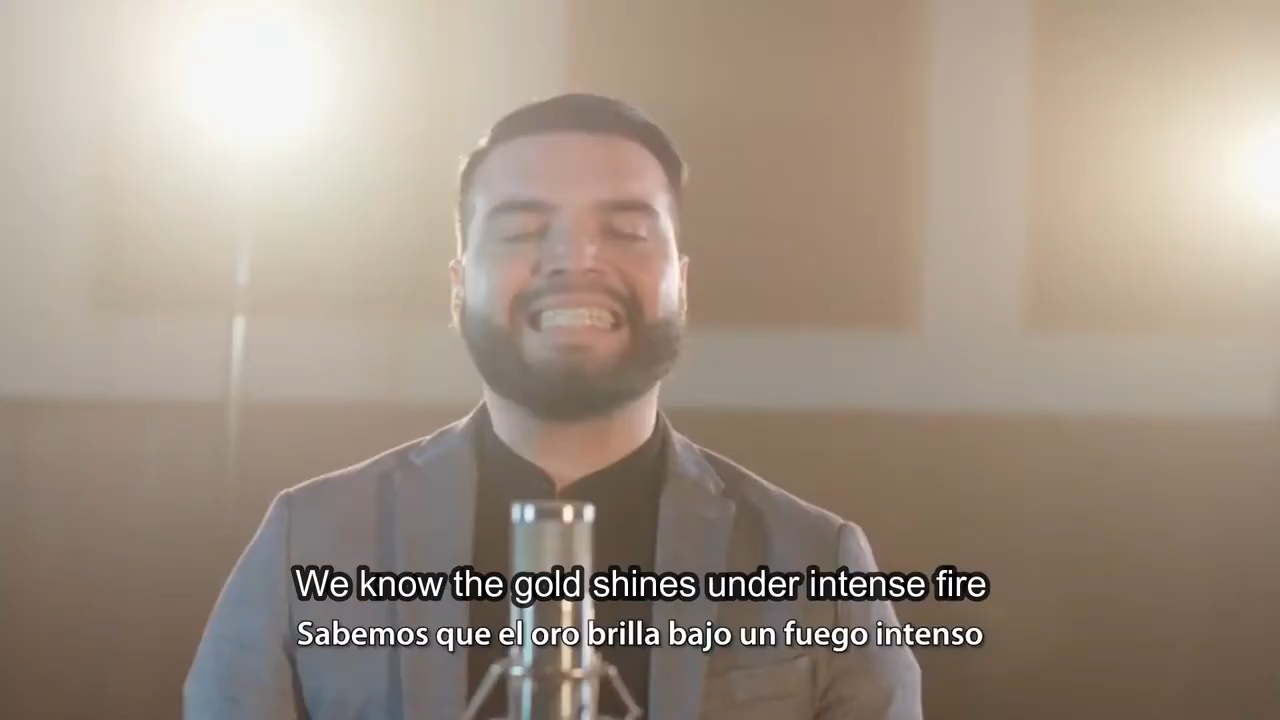 We know the gold shines under intense fire
Sabemos que el oro brilla bajo un fuego intenso